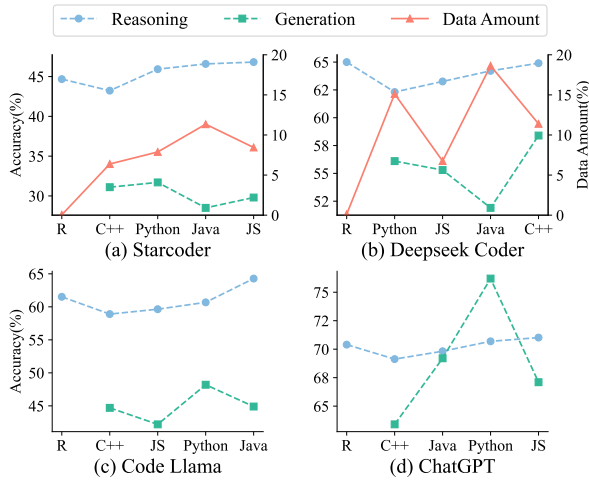 Reasoning Generation Data Amount
Accuracy(%)
45
40
35
30
20
15
10
5
0
R C++ Python Java JS
(a) Starcoder
65
62
60
58
55
52
20
15
10
5
0
Data Amount(%)
R Python JS Java C++
(b) Deepseek Coder
Accuracy(%)
65
60
55
50
45
R C++ JS Python Java
(c) Code Llama
75
72
70
68
65
R C++ Java Python JS
(d) ChatGPT